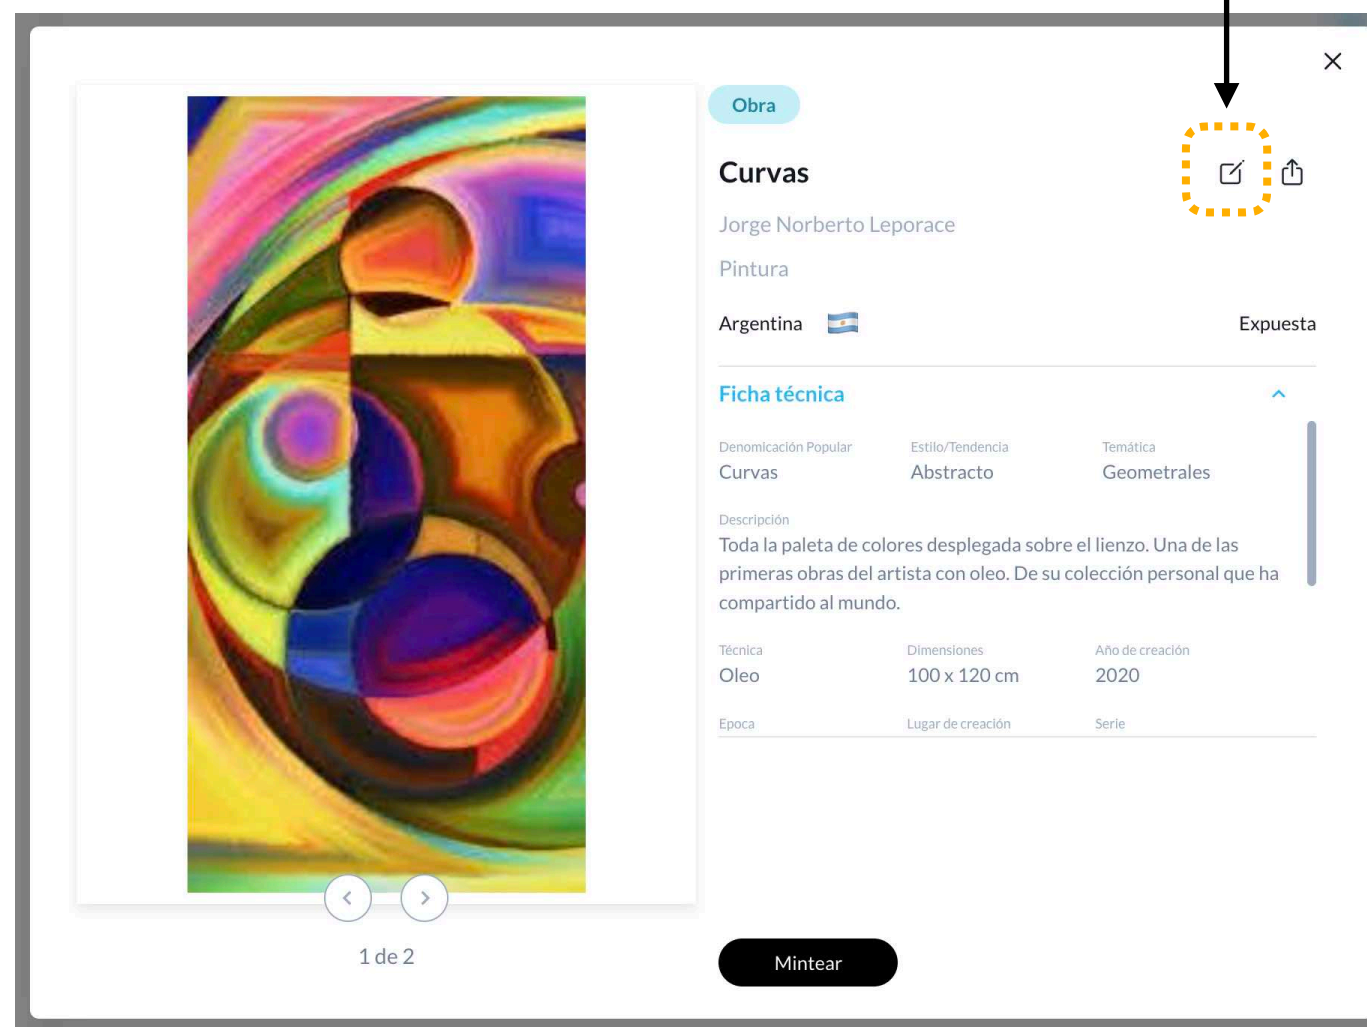 Obra
Curvas
Jorge Norberto Leporace
Pintura
Argentina Expuesta
Ficha técnica
Denomicación Popular Estilo/Tendencia Temática
Curvas Abstracto Geometrales
Descripción
Toda la paleta de colores desplegada sobre el lienzo. Una de las
primeras obras del artista con oleo. De su colección personal que ha
compartido al mundo.
Técnica Dimensiones Año de creación
Oleo 100 x 120 cm 2020
Epoca Lugar de creación Serie
1 de 2
Mintear